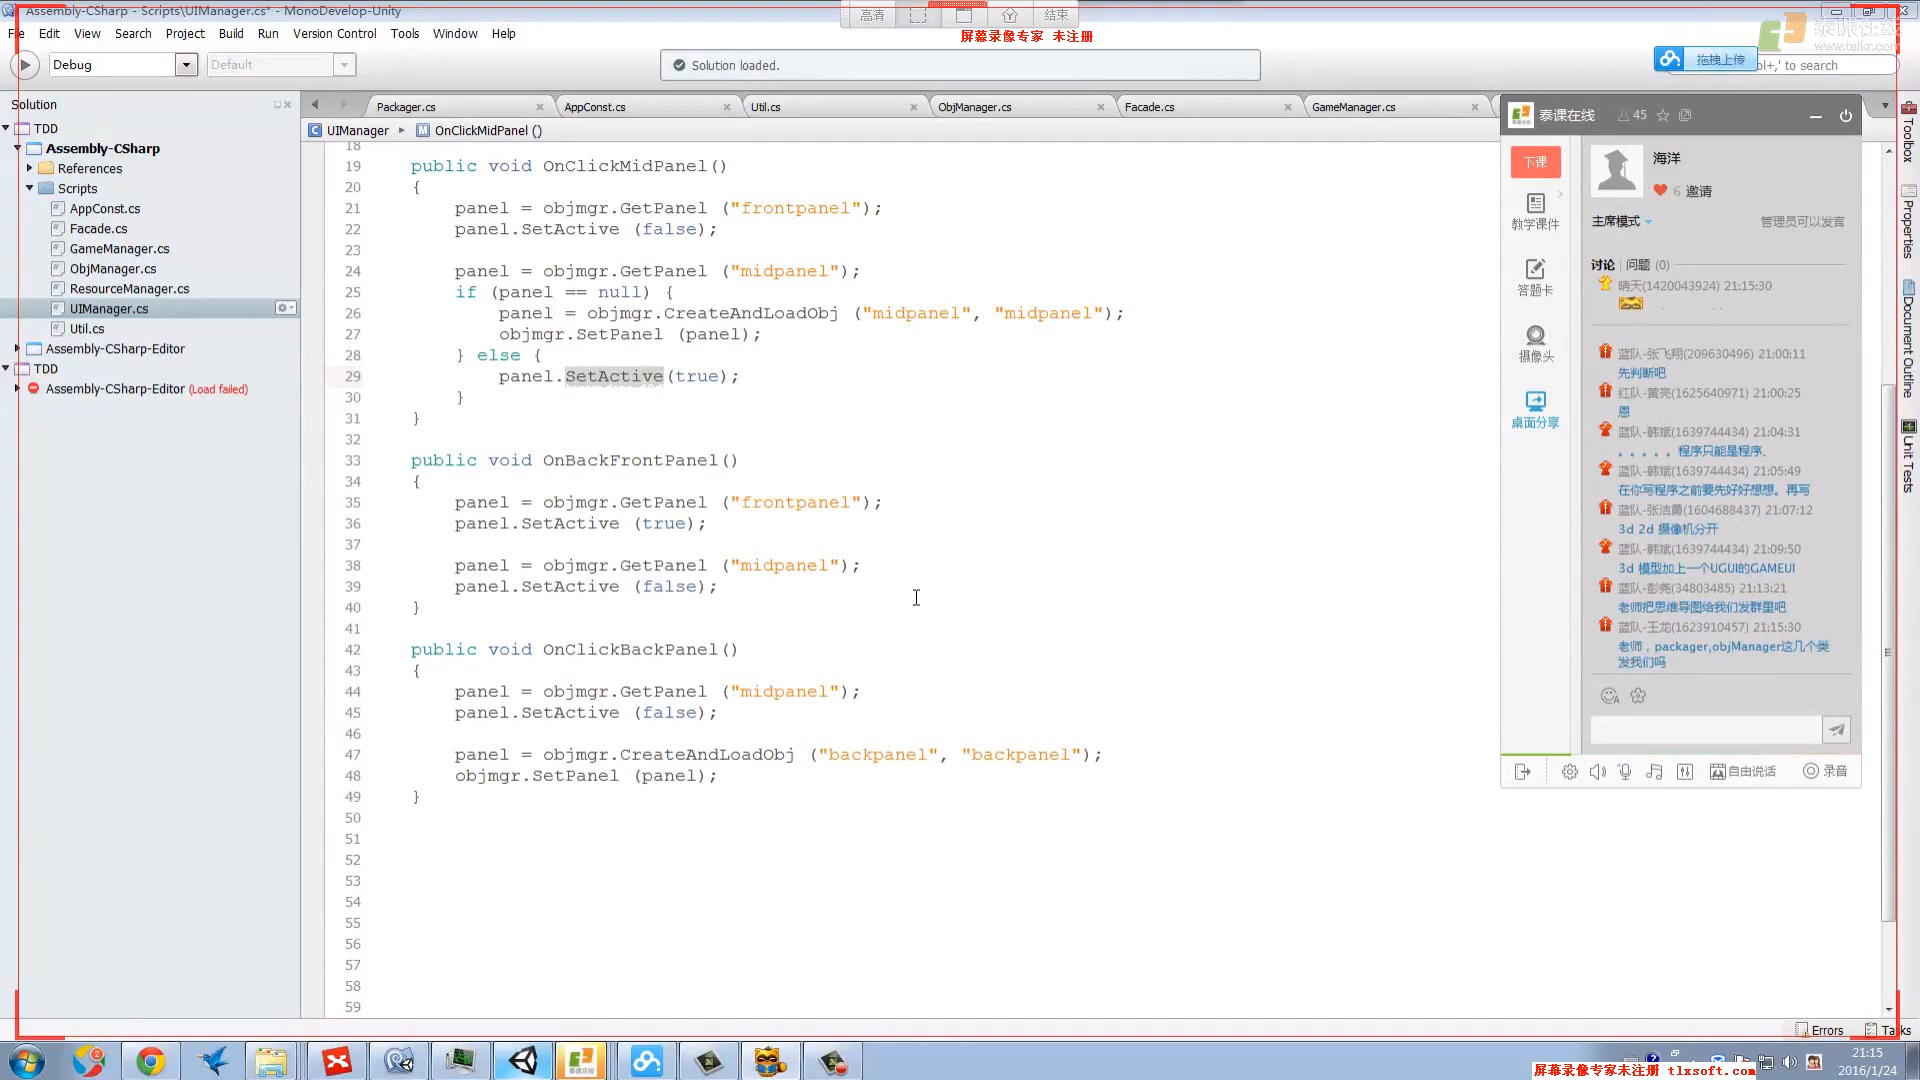 Assembly-CSharp - Scripts\UIManager.cs* - MonoDevelop-Unity
高清
结束
屏幕录像专家 未注册
File Edit View Search Project Build Run Version Control Tools Window Help
泰课在线
www.taikr.com
Debug
Default
Solution loaded.
拖拽上传
ol+,' to search
Solution
Packager.cs
AppConst.cs
Util.cs
ObjManager.cs
Facade.cs
GameManager.cs
UIManager
OnClickMidPanel ()
TDD
Assembly-CSharp
References
Scripts
AppConst.cs
Facade.cs
GameManager.cs
ObjManager.cs
ResourceManager.cs
UIManager.cs
Util.cs
Assembly-CSharp-Editor
TDD
Assembly-CSharp-Editor (Load failed)
18
19 public void OnClickMidPanel()
20 {
21 panel = objmgr.GetPanel ("frontpanel");
22 panel.SetActive (false);
23
24 panel = objmgr.GetPanel ("midpanel");
25 if (panel == null) {
26 panel = objmgr.CreateAndLoadObj ("midpanel", "midpanel");
27 objmgr.SetPanel (panel);
28 } else {
29 panel.SetActive(true);
30 }
31 }
32
33 public void OnBackFrontPanel()
34 {
35 panel = objmgr.GetPanel ("frontpanel");
36 panel.SetActive (true);
37
38 panel = objmgr.GetPanel ("midpanel");
39 panel.SetActive (false);
40 }
41
42 public void OnClickBackPanel()
43 {
44 panel = objmgr.GetPanel ("midpanel");
45 panel.SetActive (false);
46
47 panel = objmgr.CreateAndLoadObj ("backpanel", "backpanel");
48 objmgr.SetPanel (panel);
49 }
50
51
52
53
54
55
56
57
58
59
泰课在线
45
下课
教学课件
答题卡
摄像头
桌面分享
海洋
6 邀请
主席模式
管理员可以发言
讨论 问题 (0)
晴天(1420043924) 21:15:30
蓝队-张飞翔(209630496) 21:00:11
先判断吧
红队-黄亮(1625640971) 21:00:25
恩
蓝队-韩斌(1639744434) 21:04:31
。。。。。程序只能是程序、
蓝队-韩斌(1639744434) 21:05:49
在你写程序之前要先好好想想。再写
蓝队-张洁勇(1604688437) 21:07:12
3d 2d 摄像机分开
蓝队-韩斌(1639744434) 21:09:50
3d 模型加上一个UGUI的GAMEUI
蓝队-彭尧(34803485) 21:13:21
老师把思维导图给我们发群里吧
蓝队-王龙(1623910457) 21:15:30
老师，packager,objManager这几个类
发我们吗
自由说话
录音
Toolbox
Properties
Document Outline
Unit Tests
Errors
Tasks
21:15
2016/1/24
屏幕录像专家未注册 tlxsoft.com